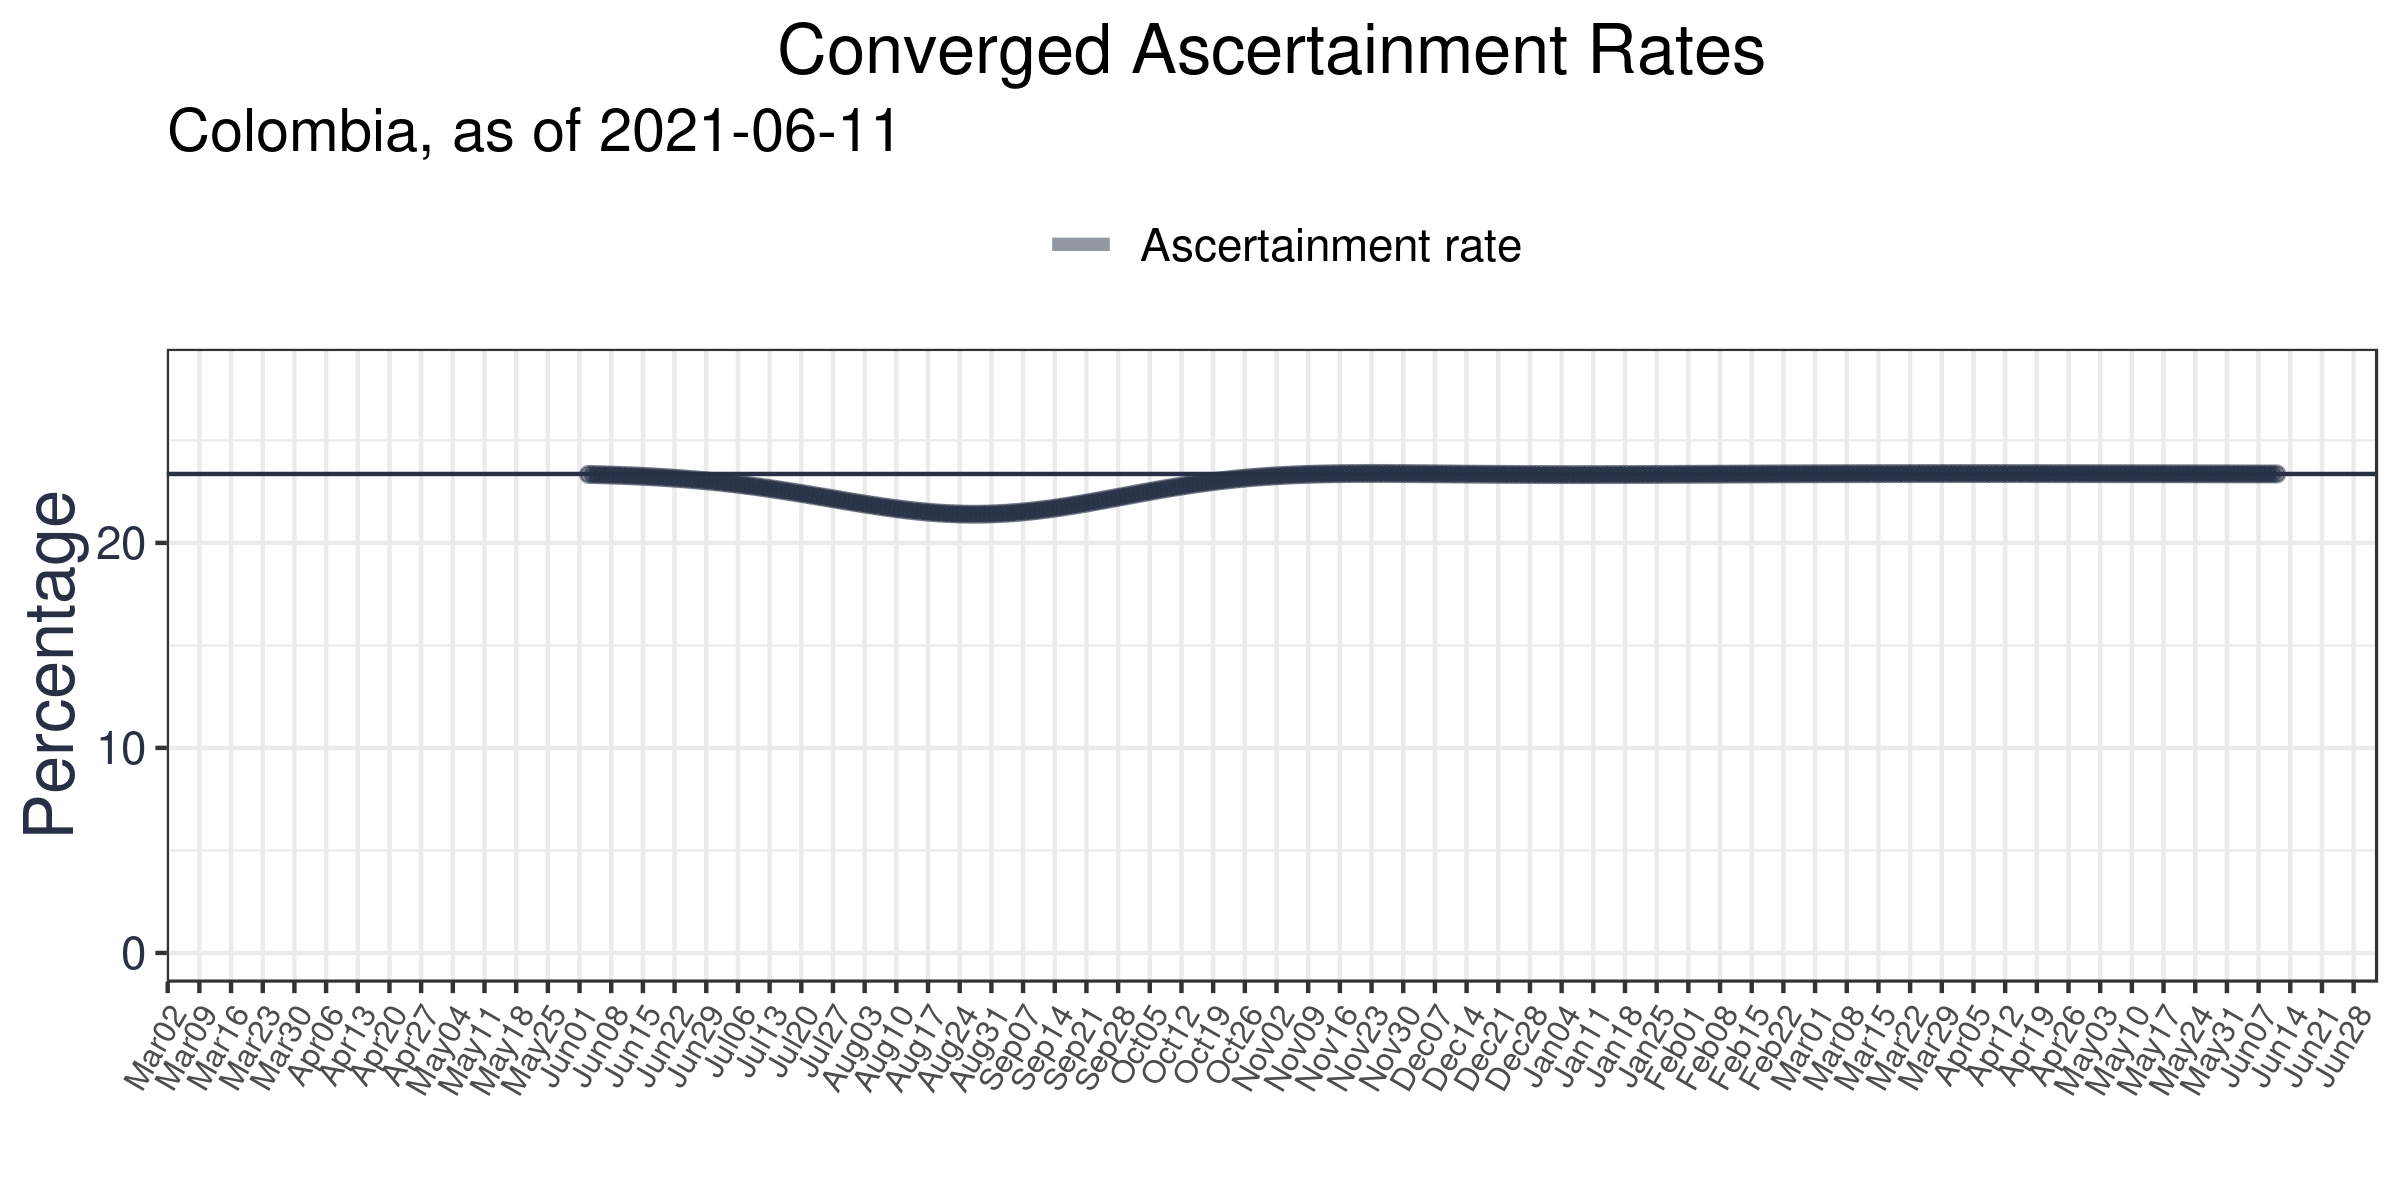 Converged Ascertainment Rates
Colombia, as of 2021-06-11
Ascertainment rate
Percentage
20
10
0
Mar02 Mar09 Mar16 Mar23 Mar30 Apr06 Apr13 Apr20 Apr27 May04 May11 May18 May25 Jun01 Jun08 Jun15 Jun22 Jun29 Jul06 Jul13 Jul20 Jul27 Aug03 Aug10 Aug17 Aug24 Aug31 Sep07 Sep14 Sep21 Sep28 Oct05 Oct12 Oct19 Oct26 Nov02 Nov09 Nov16 Nov23 Nov30 Dec07 Dec14 Dec21 Dec28 Jan04 Jan11 Jan18 Jan25 Feb01 Feb08 Feb15 Feb22 Mar01 Mar08 Mar15 Mar22 Mar29 Apr05 Apr12 Apr19 Apr26 May03 May10 May17 May24 May31 Jun07 Jun14 Jun21 Jun28